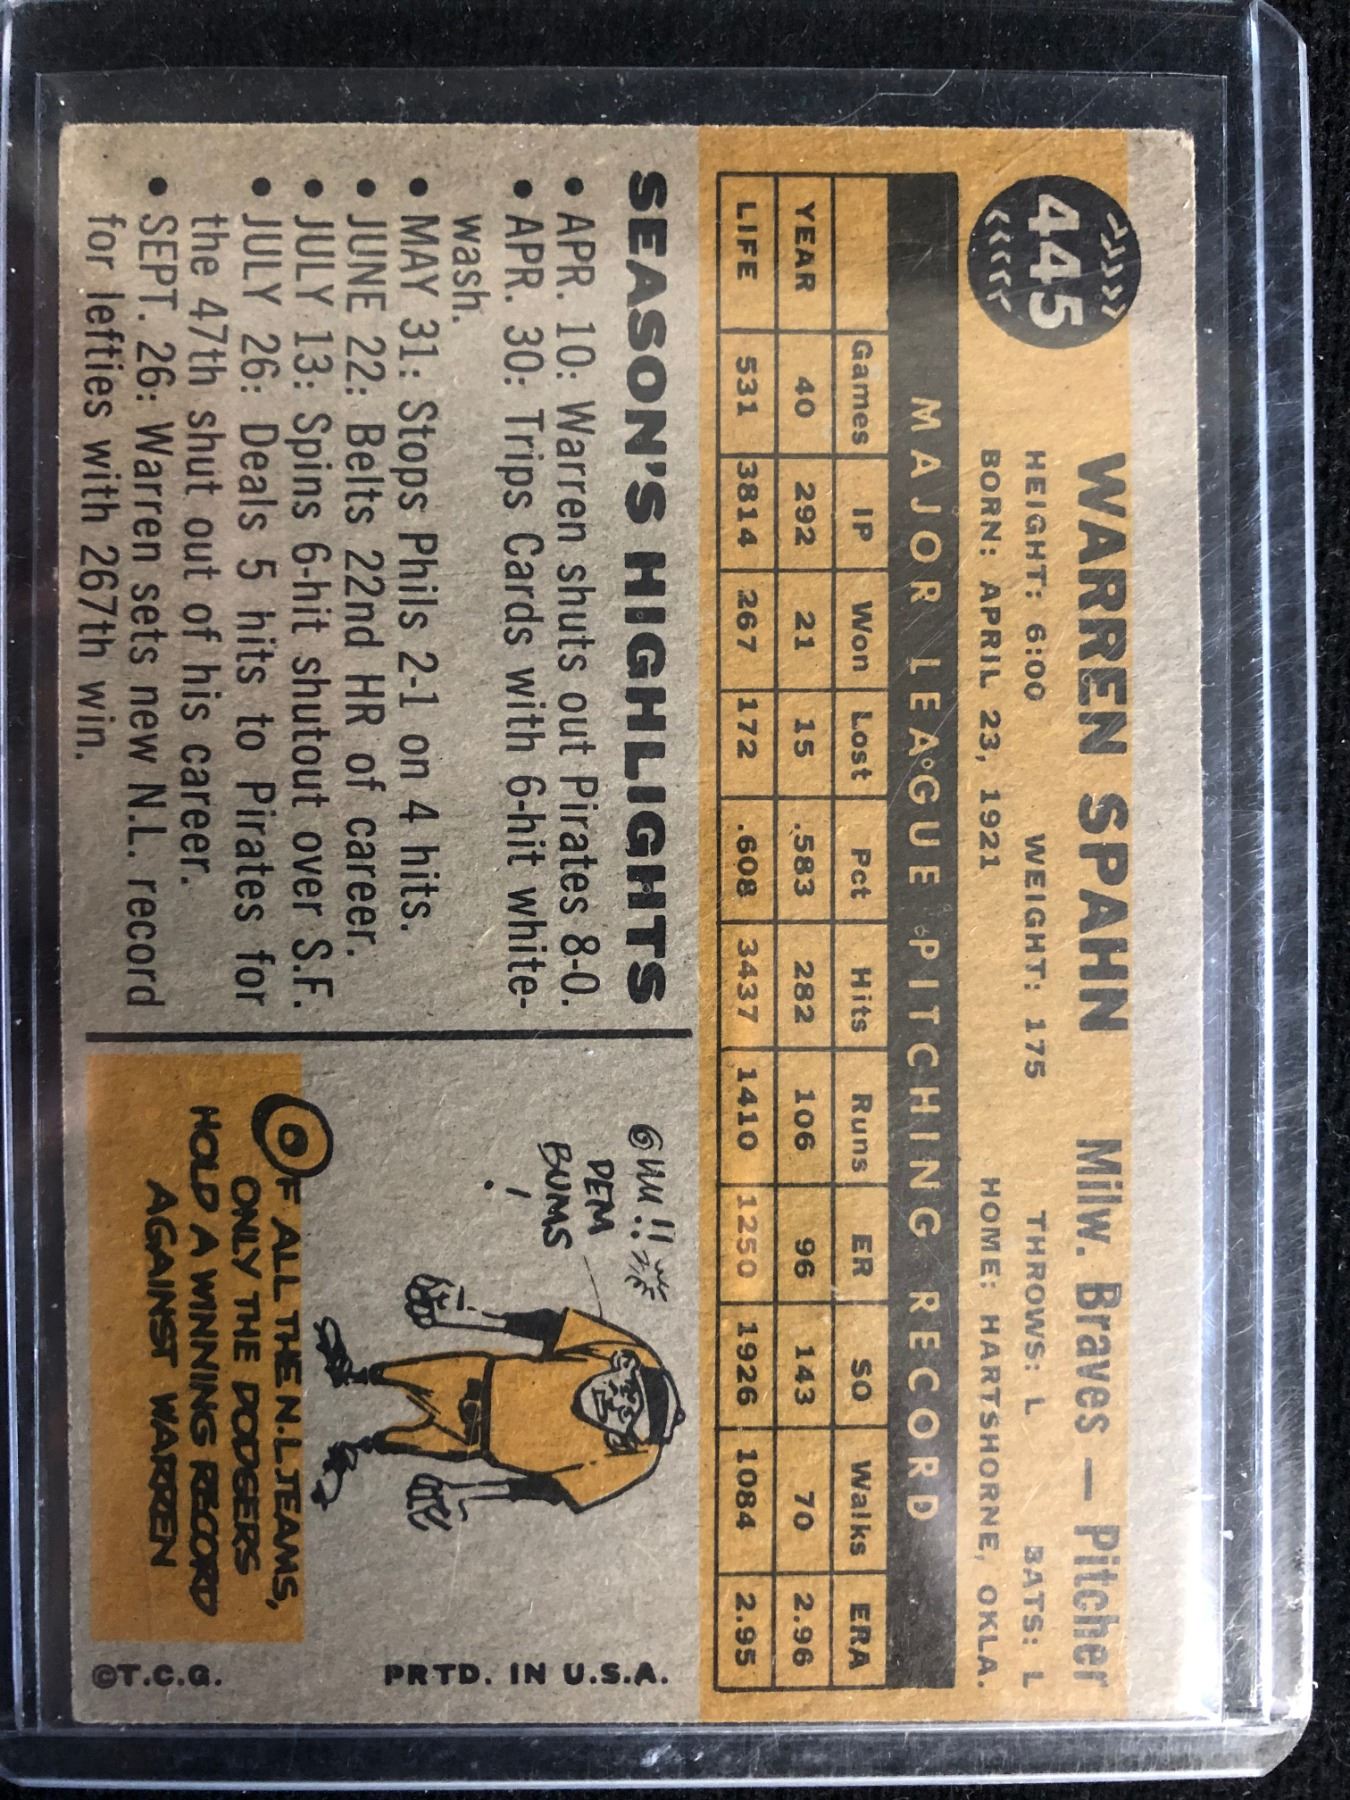 445
WARREN SPAHN Milw. Braves — Pitcher
HEIGHT: 6:00 WEIGHT: 175 THROWS: L BATS: L
BORN: APRIL 23, 1921 HOME: HARTSHORNE, OKLA.
MAJOR LEAGUE PITCHING RECORD
Games IP Won Lost Pct Hits Runs ER SO Walks ERA
YEAR 40 292 21 15 .583 282 106 96 143 70 2.96
LIFE 531 3814 267 172 .608 3437 1410 1250 1926 1084 2.95
SEASON'S HIGHLIGHTS
• APR. 10: Warren shuts out Pirates 8-0.
• APR. 30: Trips Cards with 6-hit white-
wash.
• MAY 31: Stops Phils 2-1 on 4 hits.
• JUNE 22: Belts 22nd HR of career.
• JULY 13: Spins 6-hit shutout over S.F.
• JULY 26: Deals 5 hits to Pirates for
the 47th shut out of his career.
• SEPT. 26: Warren sets new N.L. record
for lefties with 267th win.
DEM
BUMS
!
OF ALL THE N.L. TEAMS,
ONLY THE DODGERS
HOLD A WINNING RECORD
AGAINST WARREN
PRTD. IN U.S.A.
©T.C.G.